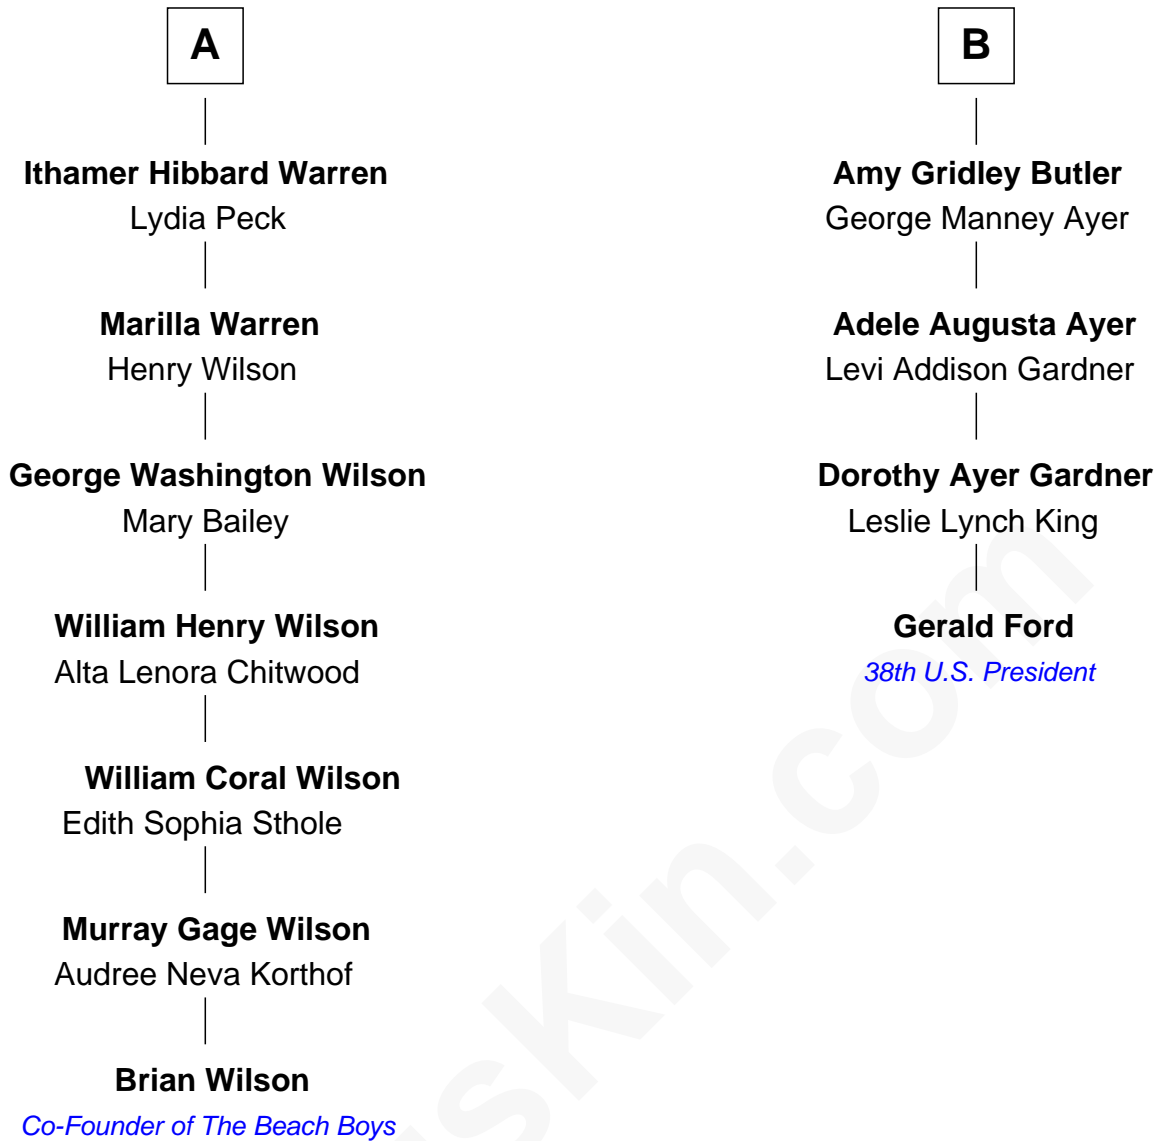 A
Ithamer Hibbard Warren
Lydia Peck
Marilla Warren
Henry Wilson
George Washington Wilson
Mary Bailey
William Henry Wilson
Alta Lenora Chitwood
William Coral Wilson
Edith Sophia Sthole
Murray Gage Wilson
Audree Neva Korthof
Brian Wilson
Co-Founder of The Beach Boys
B
Amy Gridley Butler
George Manney Ayer
Adele Augusta Ayer
Levi Addison Gardner
Dorothy Ayer Gardner
Leslie Lynch King
Gerald Ford
38th U.S. President
sKin.com